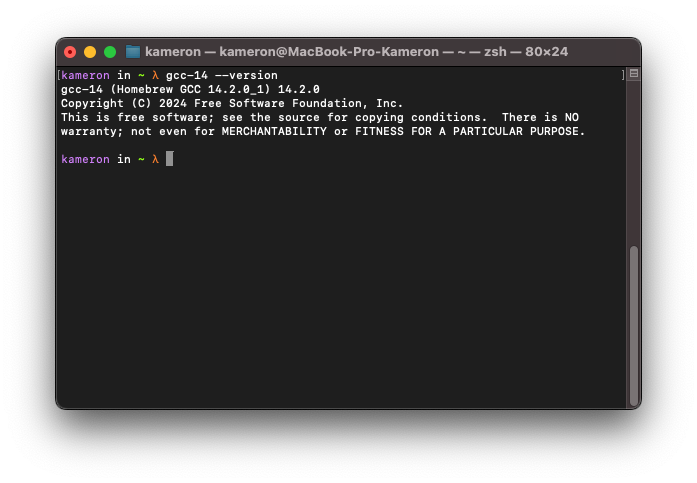 kameron — kameron@MacBook-Pro-Kameron — ~ — zsh — 80×24
[kameron in ~ λ gcc-14 --version ]
gcc-14 (Homebrew GCC 14.2.0_1) 14.2.0
Copyright (C) 2024 Free Software Foundation, Inc.
This is free software; see the source for copying conditions.  There is NO
warranty; not even for MERCHANTABILITY or FITNESS FOR A PARTICULAR PURPOSE.
kameron in ~ λ